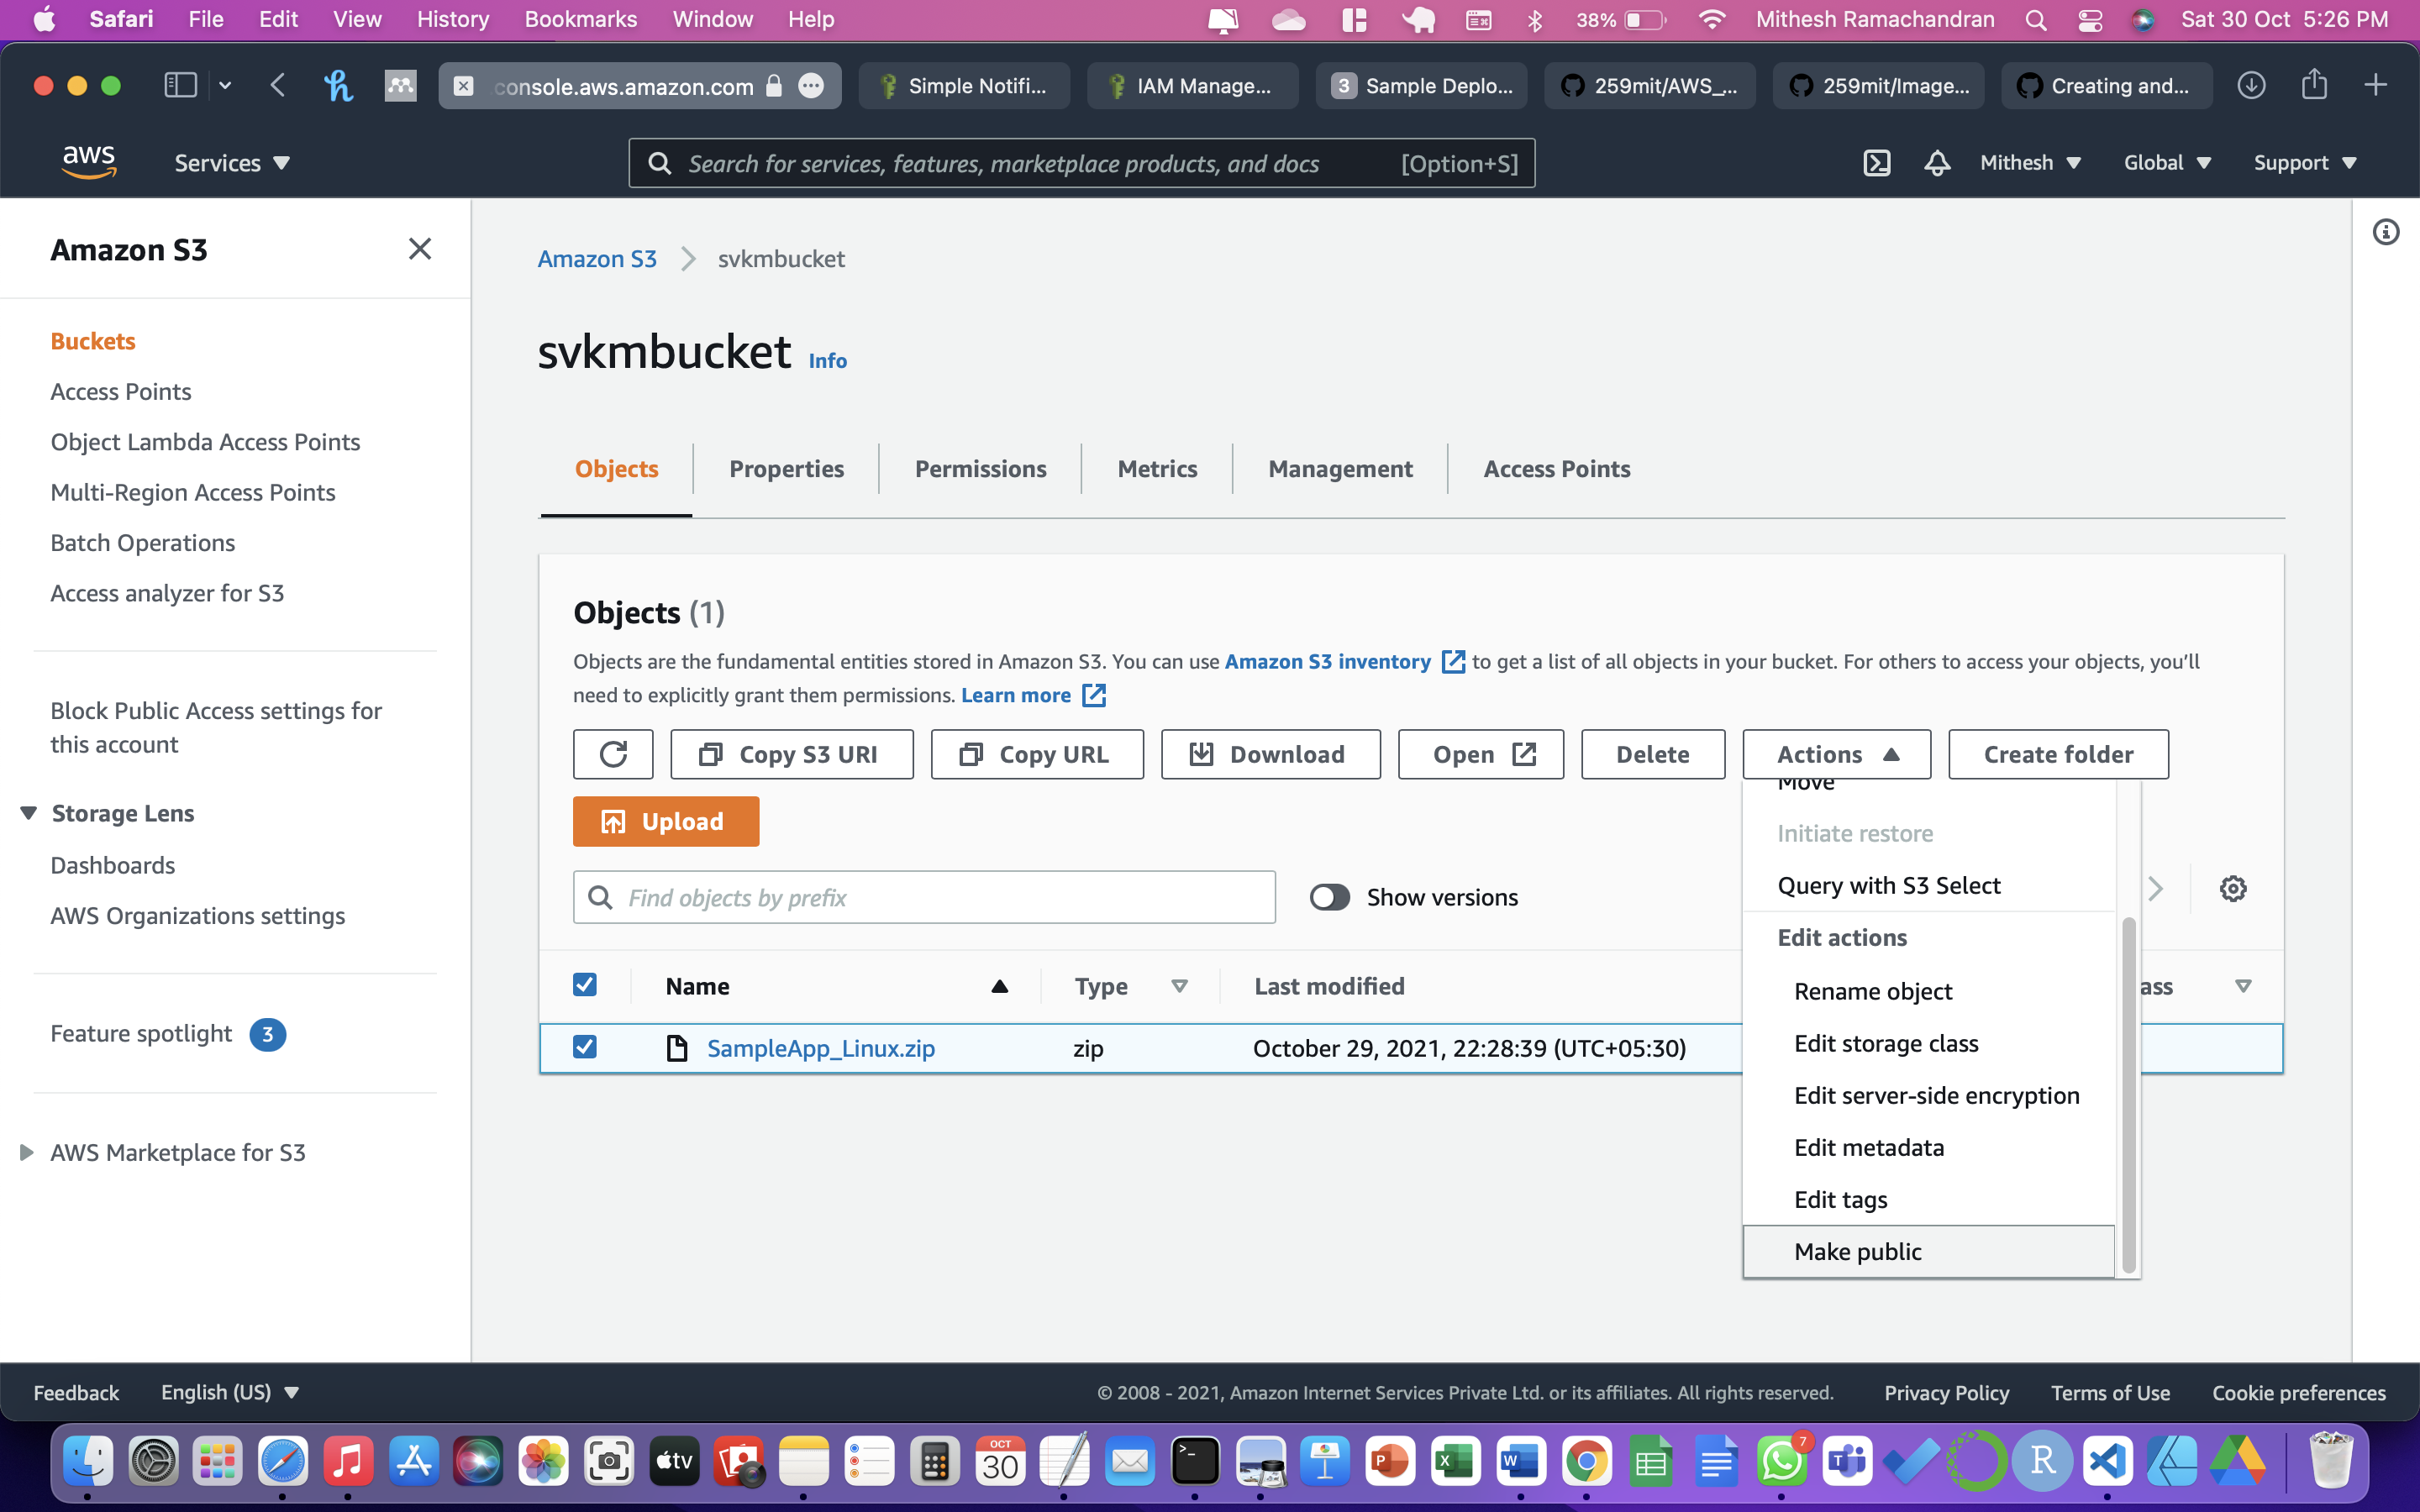 Safari File Edit View History Bookmarks Window Help 38% Mithesh Ramachandran Sat 30 Oct 5:26 PM
console.aws.amazon.com Simple Notifi... IAM Manage... 3 Sample Deplo... 259mit/AWS_... 259mit/Image... Creating and...
aws Services Search for services, features, marketplace products, and docs [Option+S] Mithesh Global Support
Amazon S3
Buckets
Access Points
Object Lambda Access Points
Multi-Region Access Points
Batch Operations
Access analyzer for S3
Block Public Access settings for
this account
Storage Lens
Dashboards
AWS Organizations settings
Feature spotlight 3
AWS Marketplace for S3
Amazon S3 svkmbucket
svkmbucket Info
Objects Properties Permissions Metrics Management Access Points
Objects (1)
Objects are the fundamental entities stored in Amazon S3. You can use Amazon S3 inventory to get a list of all objects in your bucket. For others to access your objects, you'll
need to explicitly grant them permissions. Learn more
Copy S3 URI Copy URL Download Open Delete Actions Create folder
Upload
Find objects by prefix Show versions
Name Type Last modified ass
SampleApp_Linux.zip zip October 29, 2021, 22:28:39 (UTC+05:30)
Move
Initiate restore
Query with S3 Select
Edit actions
Rename object
Edit storage class
Edit server-side encryption
Edit metadata
Edit tags
Make public
Feedback English (US) © 2008 - 2021, Amazon Internet Services Private Ltd. or its affiliates. All rights reserved. Privacy Policy Terms of Use Cookie preferences
tv OCT 30 P X W 7 T R